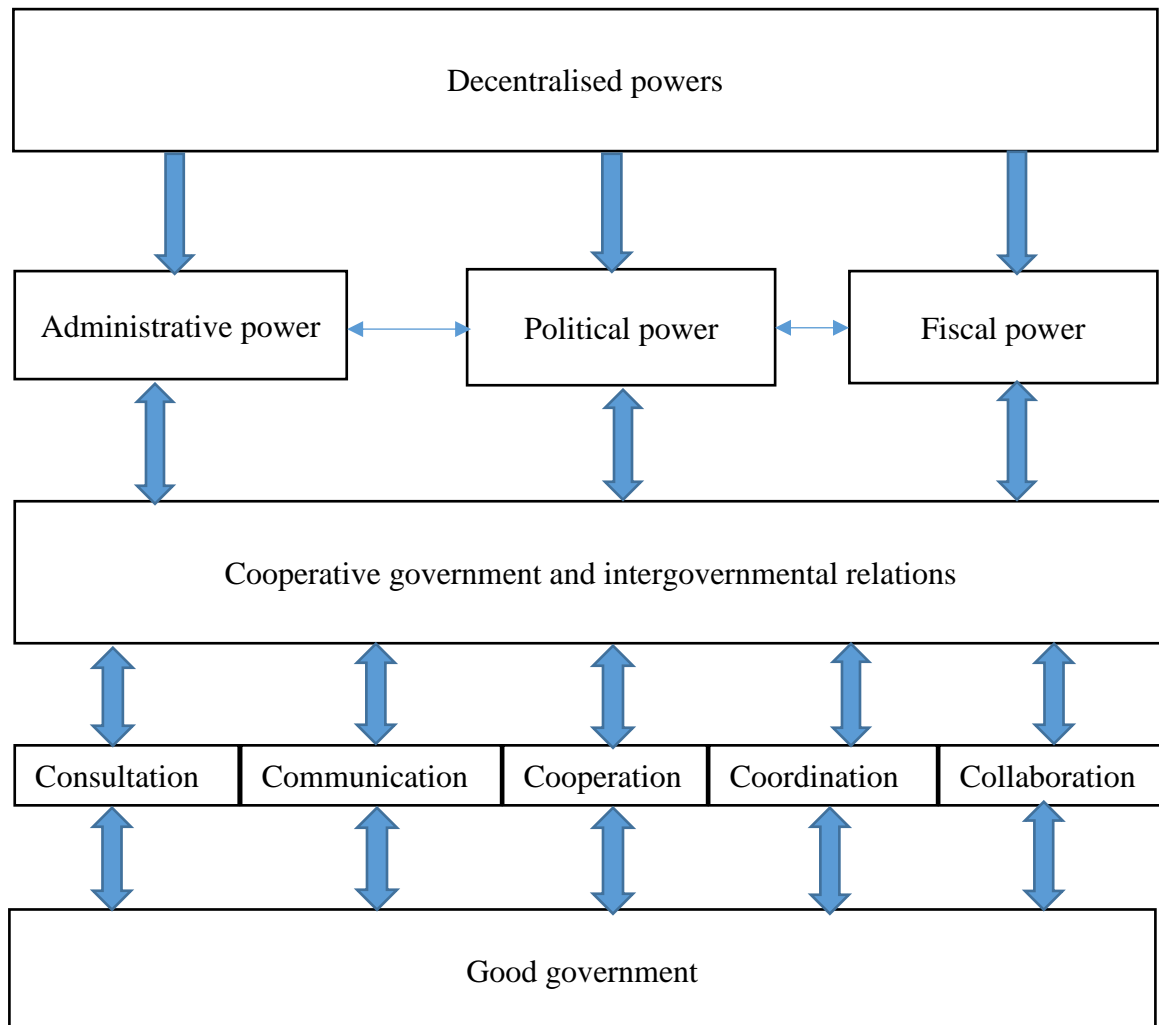 Decentralised powers
Administrative power
Political power
Fiscal power
Cooperative government and intergovernmental relations
Consultation
Communication
Cooperation
Coordination
Collaboration
Good government